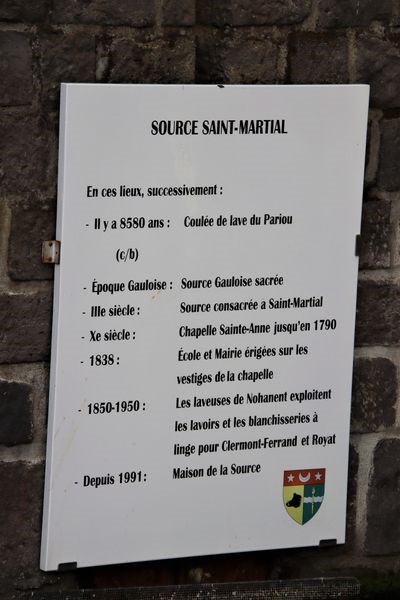 SOURCE SAINT-MARTIAL
En ces lieux, successivement :
- Il y a 8580 ans : Coulée de lave du Pariou
(c/b)
- Époque Gauloise : Source Gauloise sacrée
- IIIe siècle : Source consacrée a Saint-Martial
- Xe siècle : Chapelle Sainte-Anne jusqu'en 1790
- 1838 : École et Mairie érigées sur les
vestiges de la chapelle
- 1850-1950 : Les laveuses de Nohanent exploitent
les lavoirs et les blanchisseries à
linge pour Clermont-Ferrand et Royat
- Depuis 1991 : Maison de la Source